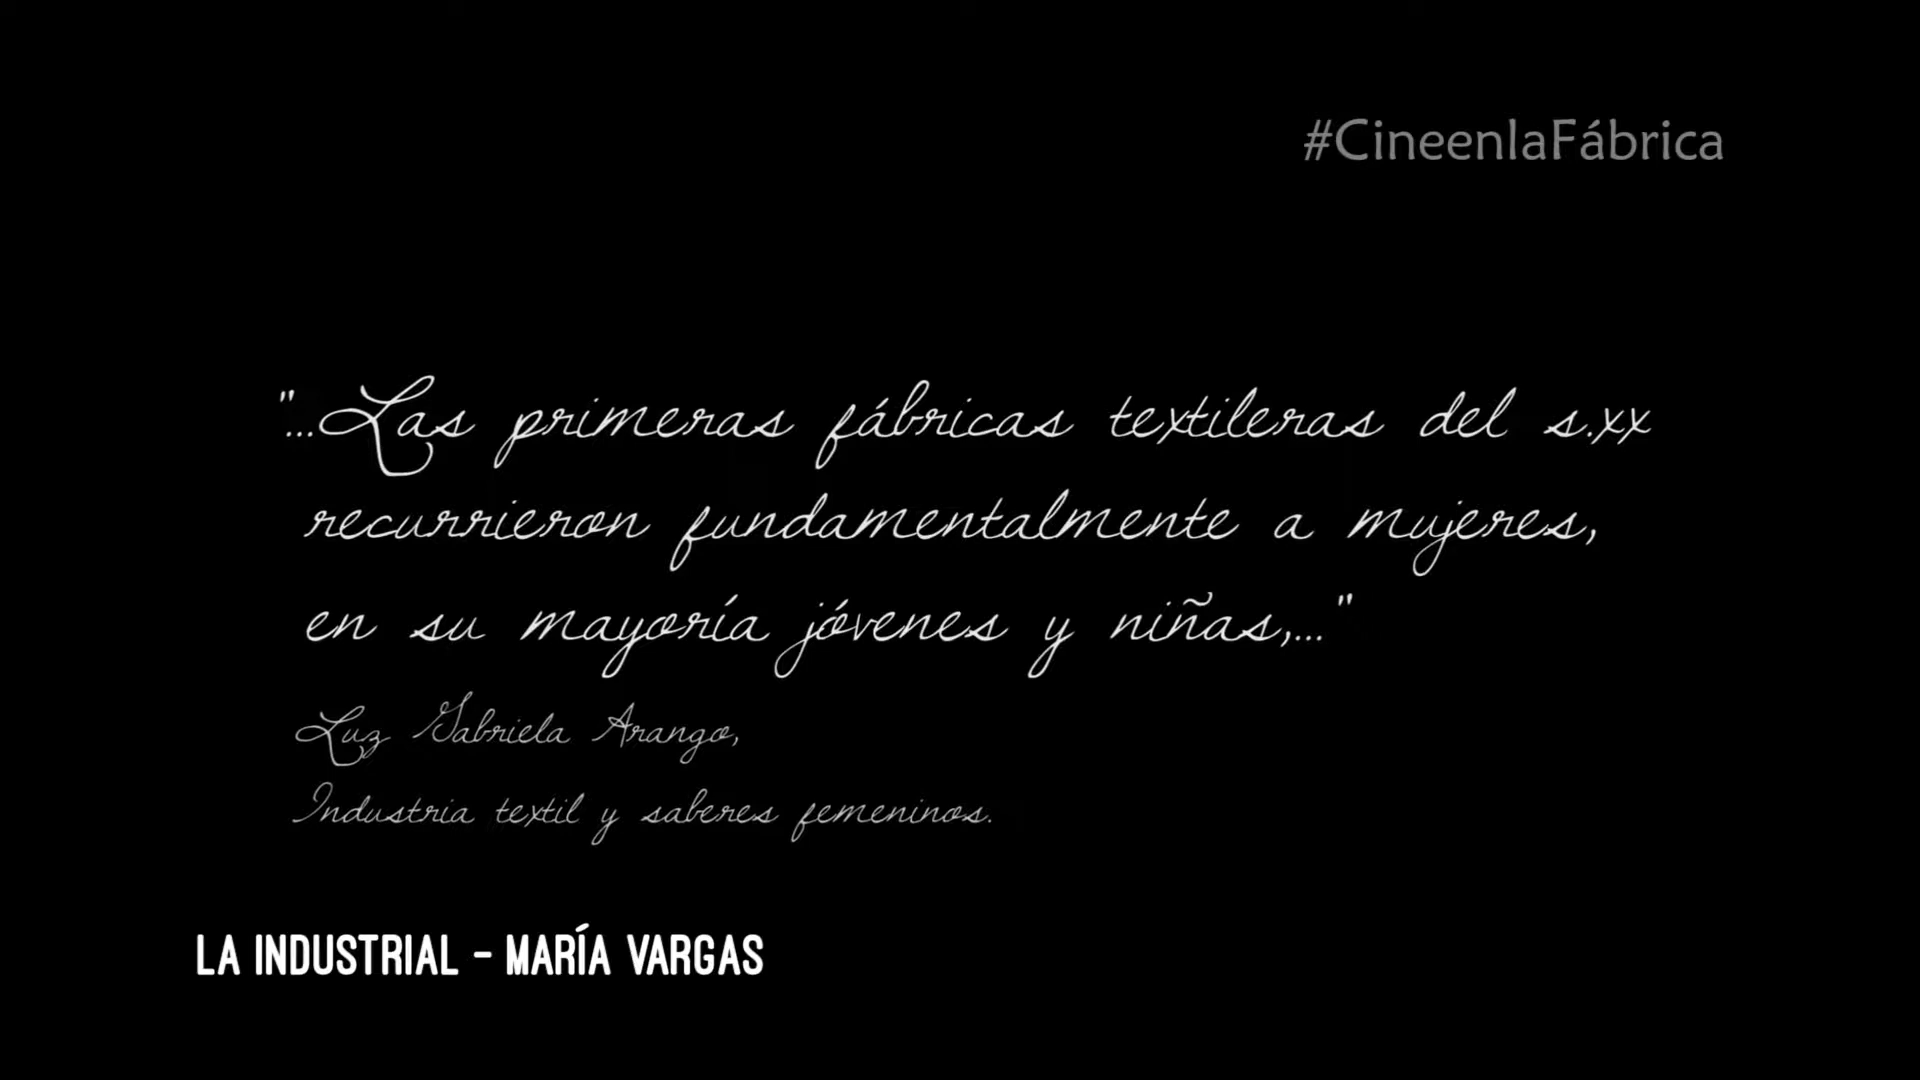 #CineenlaFábrica
"...Las primeras fábricas textileras del s.xx
recurrieron fundamentalmente a mujeres,
en su mayoría jóvenes y niñas,..."
Luz Gabriela Arango,
Industria textil y saberes femeninos.
LA INDUSTRIAL - MARÍA VARGAS